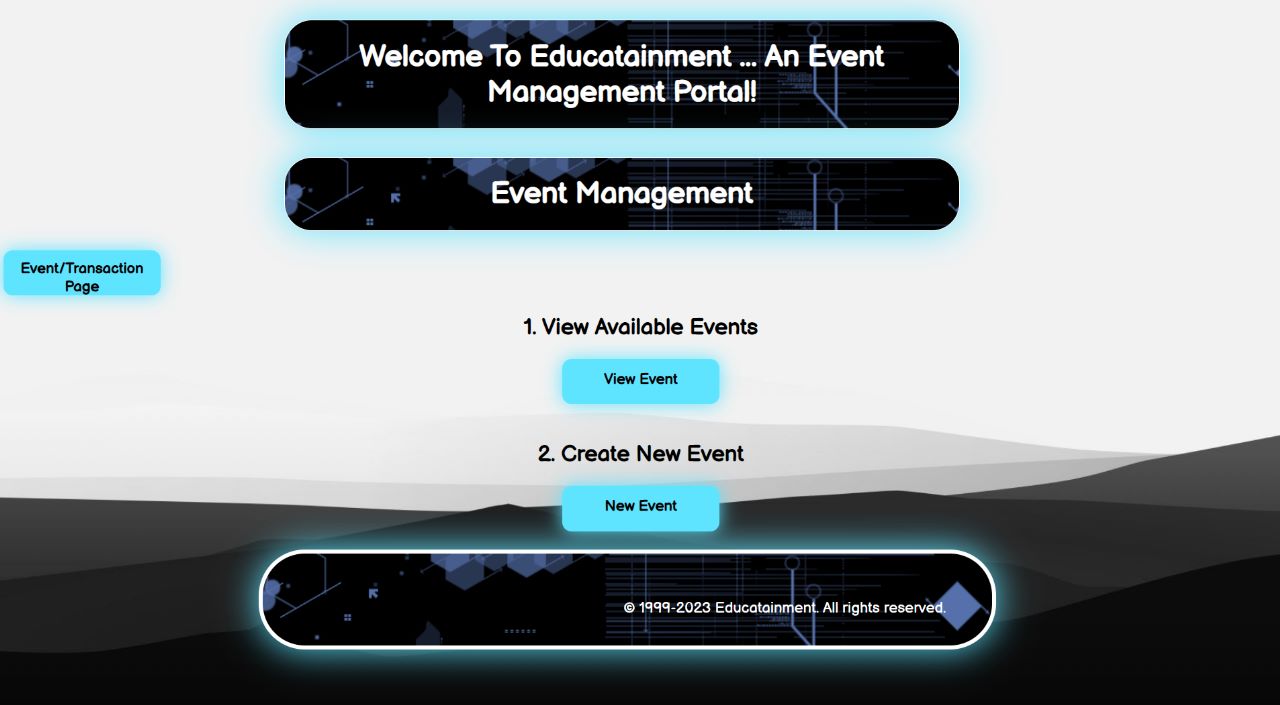 Welcome To Educatainment ... An Event
Management Portal!
Event Management
Event/Transaction
Page
1. View Available Events
View Event
2. Create New Event
New Event
© 1999-2023 Educatainment. All rights reserved.